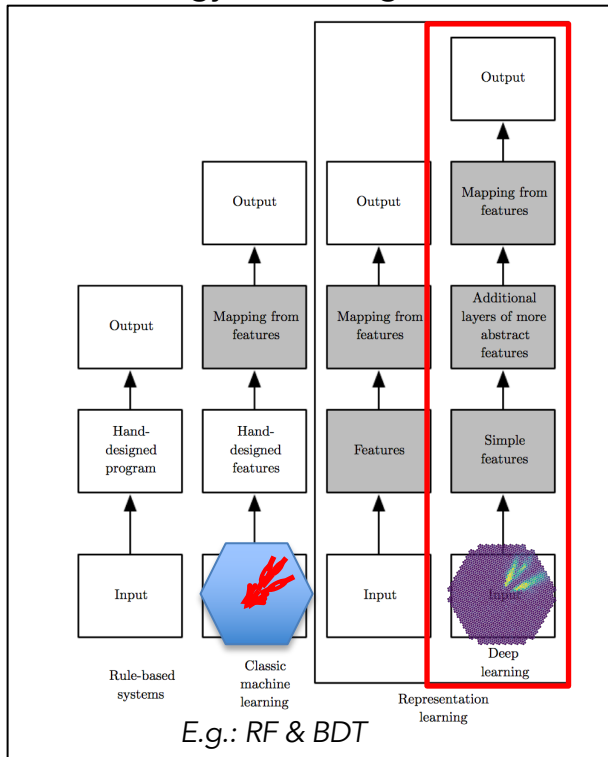 Output
Hand-
designed
program
Input
Rule-based
systems
Output
Mapping from
features
Hand-
designed
features
Classic
machine
learning
E.g.: RF & BDT
Output
Mapping from
features
Features
Input
Output
Mapping from
features
Additional
layers of more
abstract
features
Simple
features
Input
Deep
learning
Representation
learning